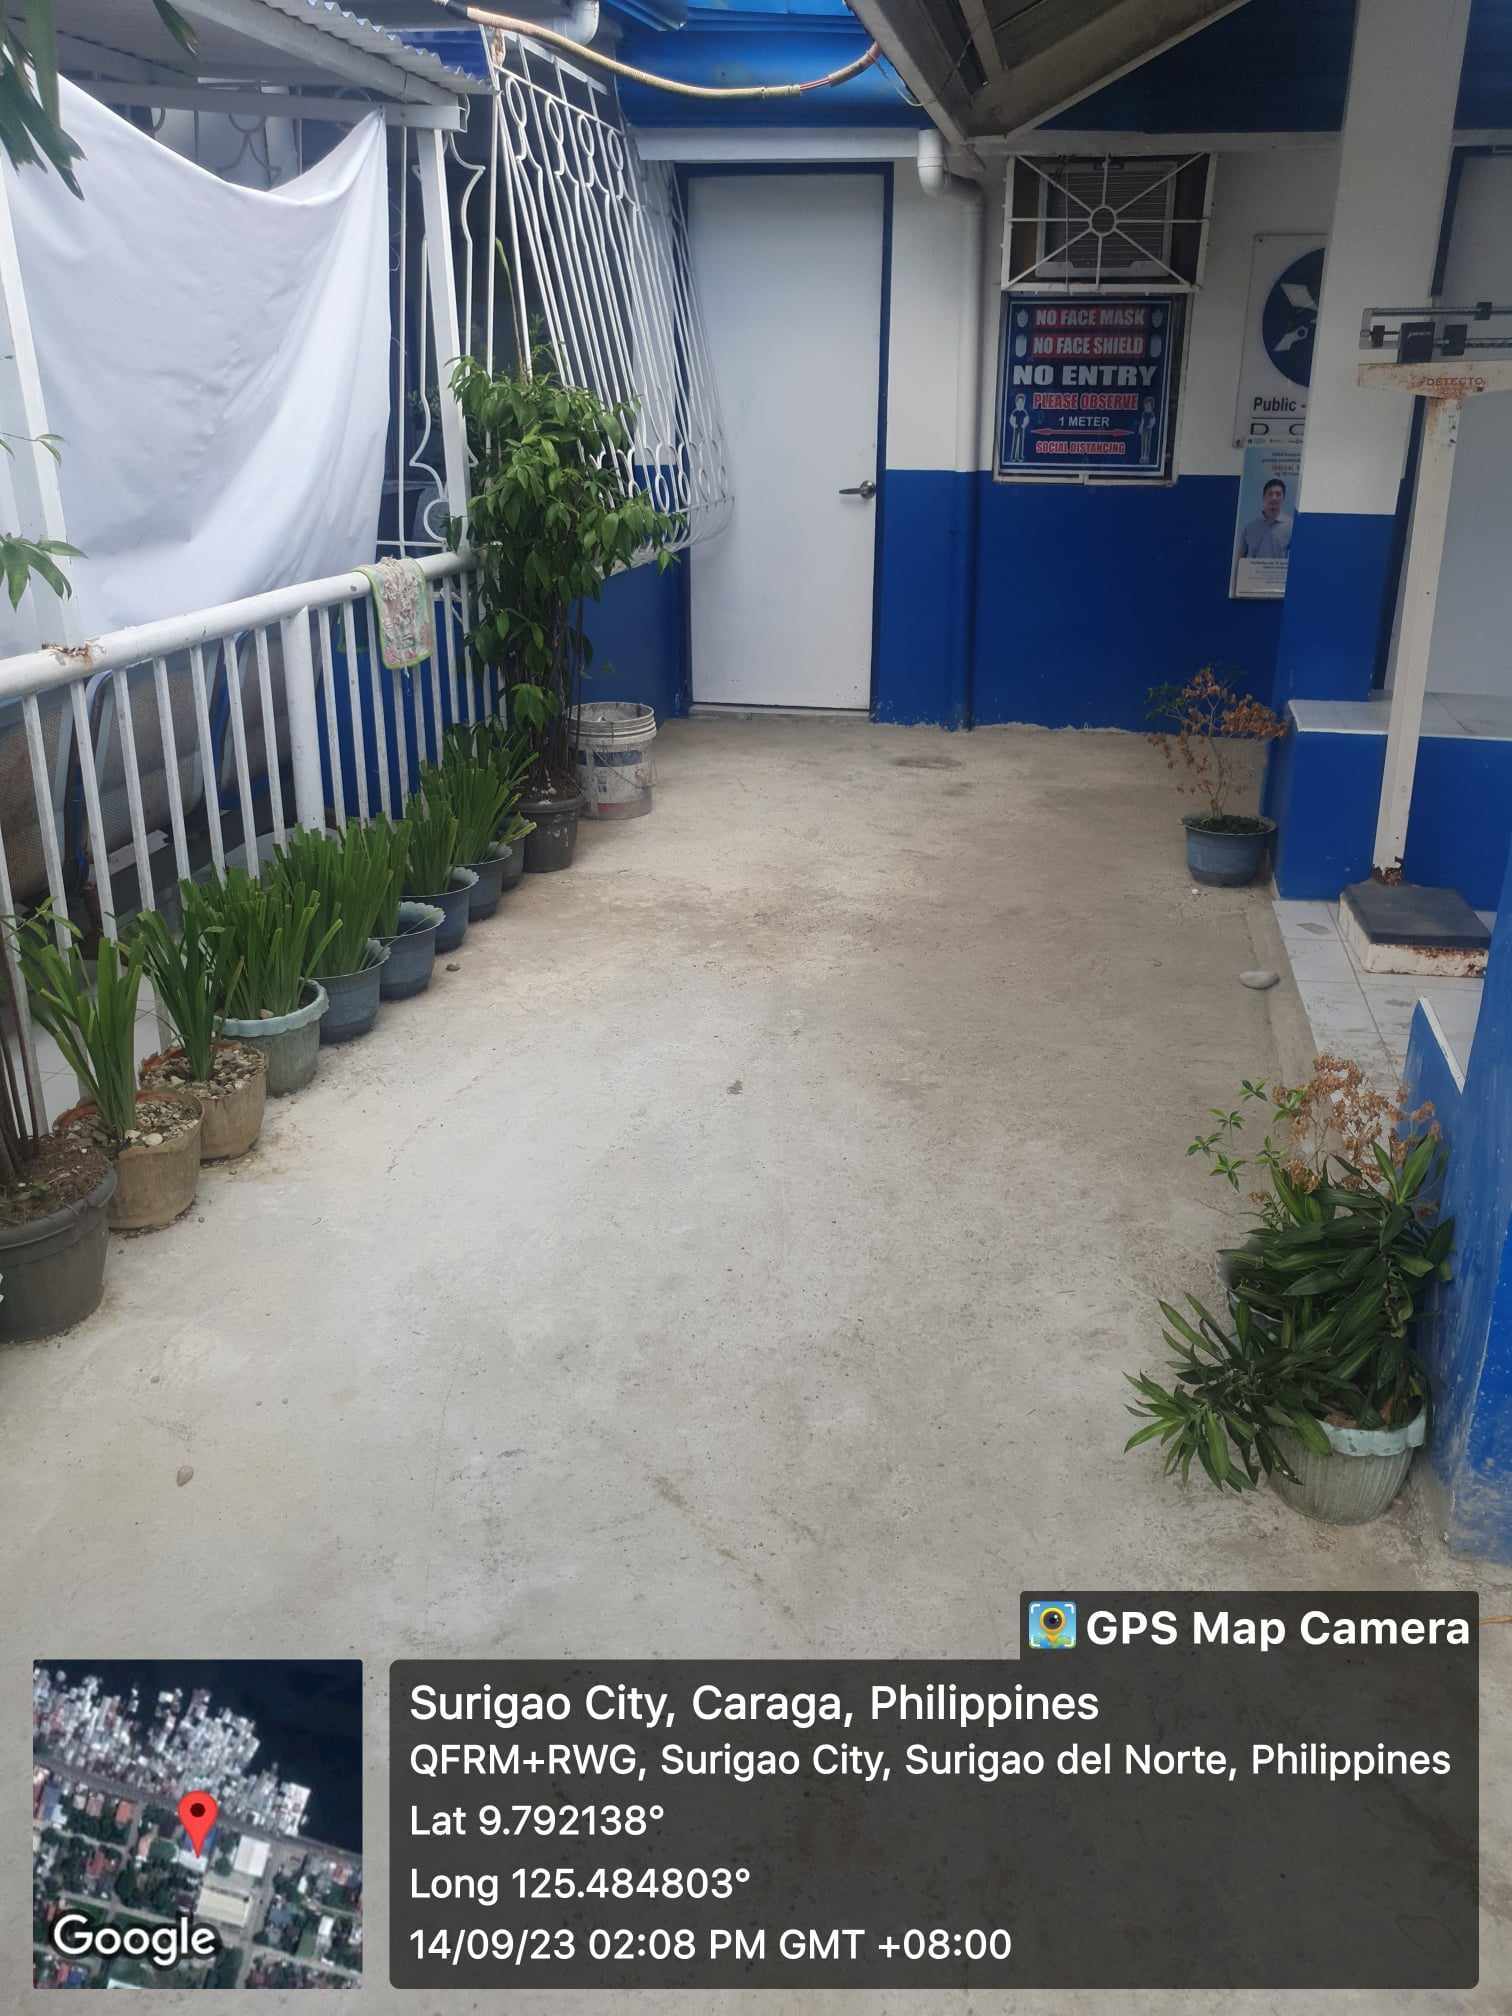 NO FACE MASK
NO FACE SHIELD
NO ENTRY
PLEASE OBSERVE
1 METER
SOCIAL DISTANCING
Public -
DETECTO
GPS Map Camera
Surigao City, Caraga, Philippines
QFRM+RWG, Surigao City, Surigao del Norte, Philippines
Lat 9.792138°
Long 125.484803°
14/09/23 02:08 PM GMT +08:00
Google